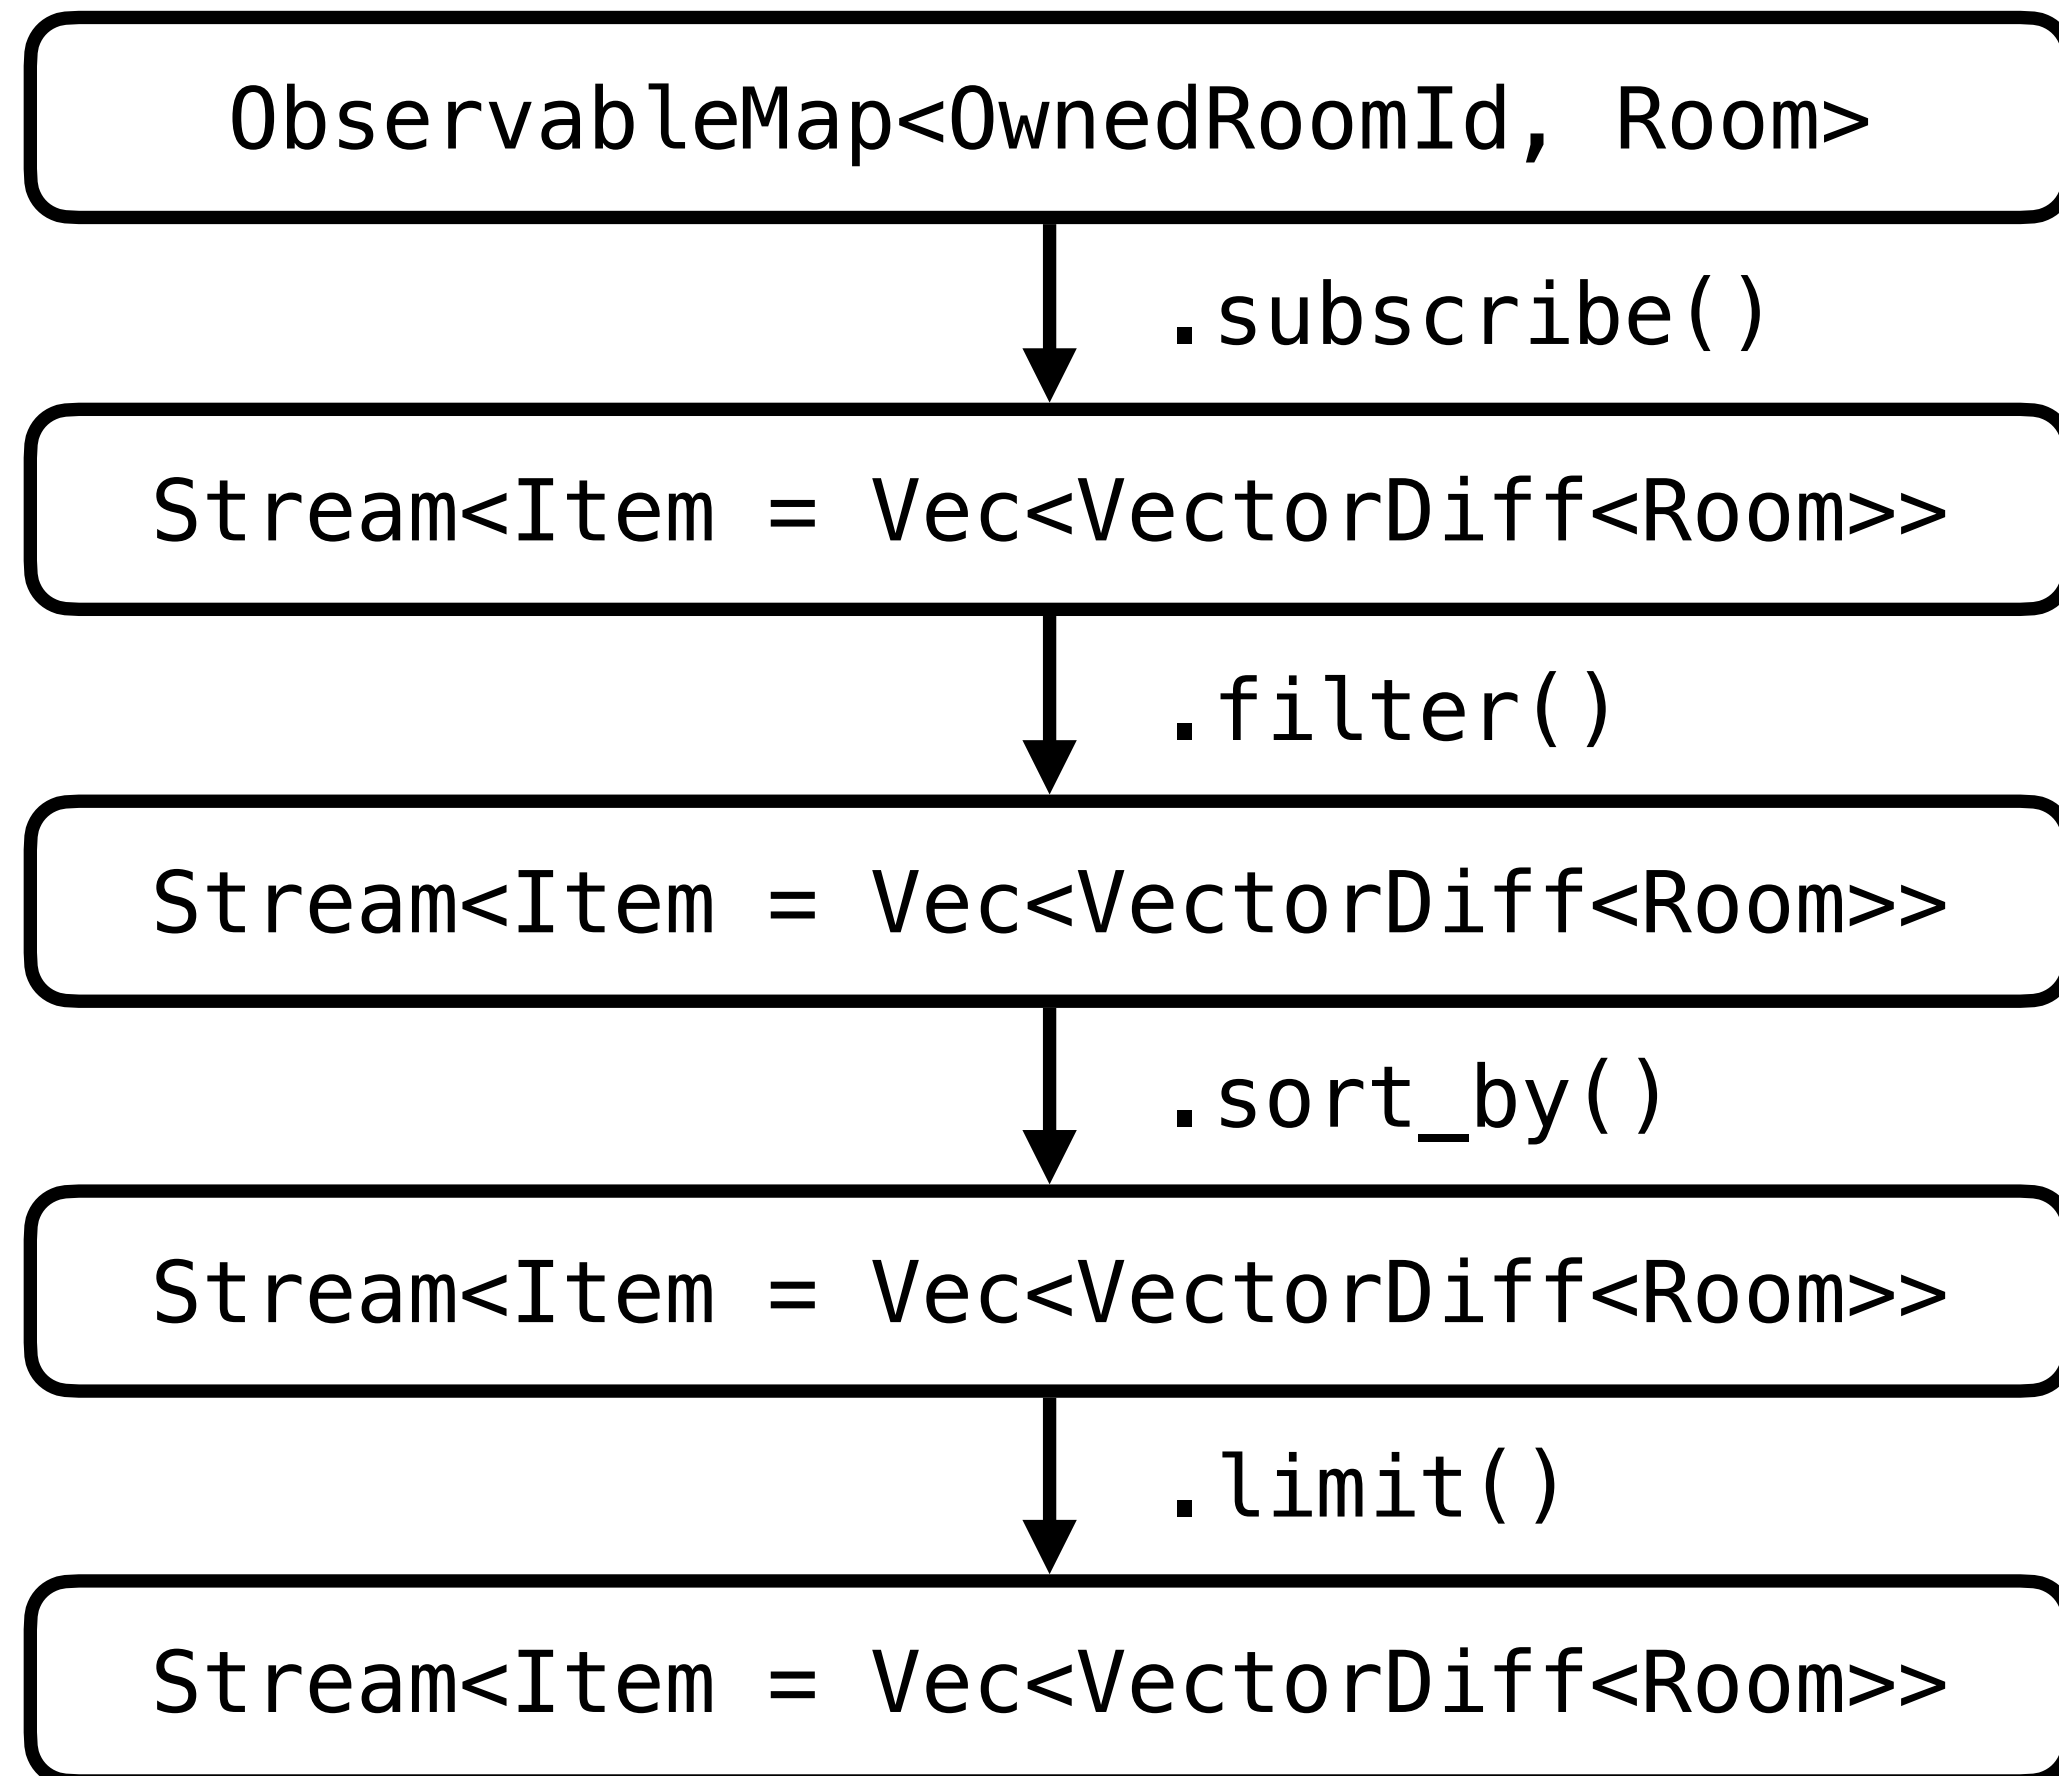 ObservableMap<OwnedRoomId, Room>
.subscribe()
Stream<Item = Vec<VectorDiff<Room>>
.filter()
Stream<Item = Vec<VectorDiff<Room>>
.sort_by()
Stream<Item = Vec<VectorDiff<Room>>
.limit()
Stream<Item = Vec<VectorDiff<Room>>